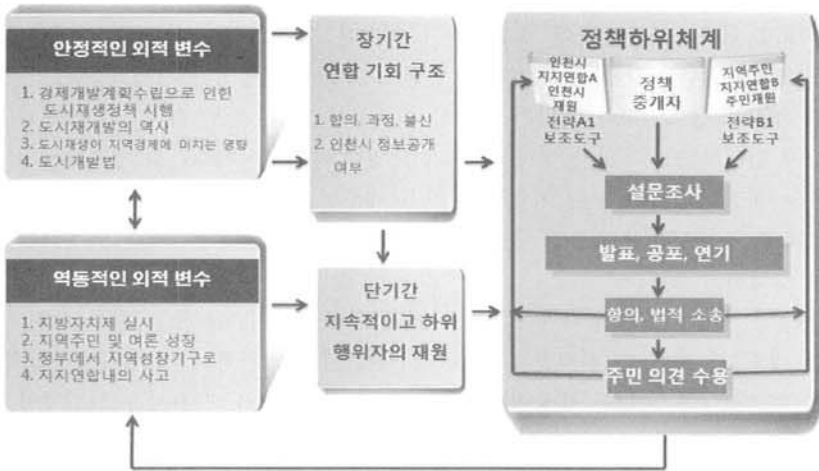 안정적인 외적 변수
1. 경제개발계획수립으로 인한
도시재생정책 시행
2. 도시재개발의 역사
3. 도시재생이 지역경제에 미치는 영향
4. 도시개발법
역동적인 외적 변수
1. 지방자치제 실시
2. 지역주민 및 여론 성장
3. 정부에서 지역성장기구로
4. 지지연합내의 사고
장기간
연합 기회 구조
1. 합의, 과정, 불신
2. 인천시 정보공개
여부
단기간
지속적이고 하위
행위자의 재원
정책하위체계
인천시
지지연합A
인천시
재원
정책
중개자
지역주민
지지연합B
주민재원
전략A1
보조도구
전략B1
보조도구
설문조사
발표, 공포, 연기
항의, 법적 소송
주민 의견 수용